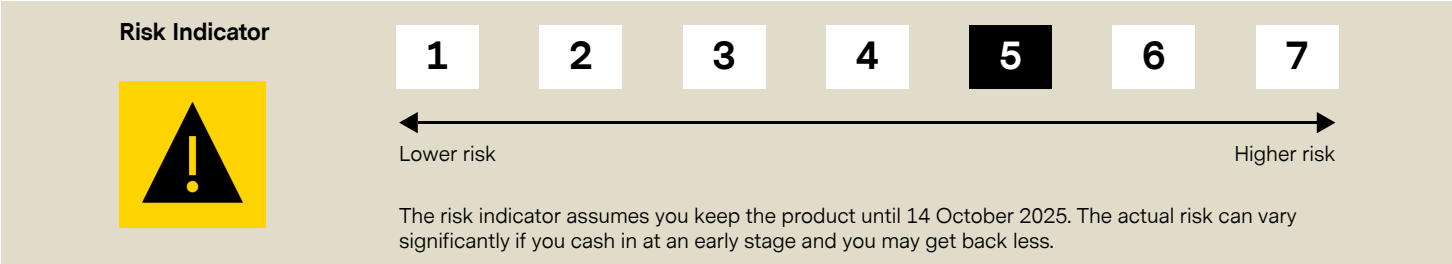 Risk Indicator
1 2 3 4 5 6 7
!
Lower risk
Higher risk
The risk indicator assumes you keep the product until 14 October 2025. The actual risk can vary
significantly if you cash in at an early stage and you may get back less.